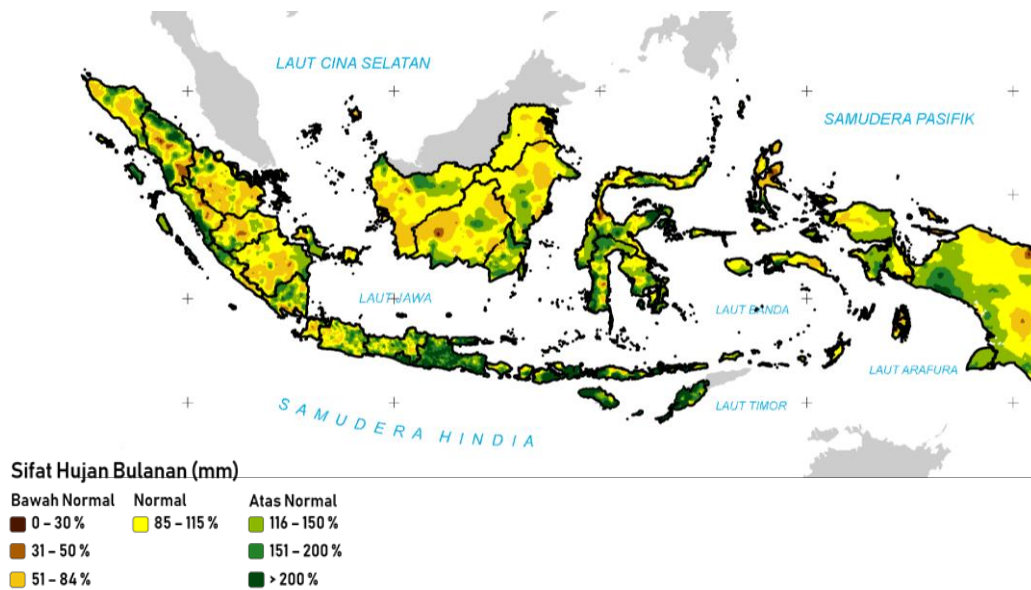 LAUT CINA SELATAN
SAMUDERA PASIFIK
LAUT JAWA
LAUT BANDA
LAUT ARAFURA
LAUT TIMOR
SAMUDERA HINDIA
Sifat Hujan Bulanan (mm)
Bawah Normal Normal Atas Normal
0 – 30 % 85 – 115 % 116 – 150 %
31 – 50 % 151 – 200 %
51 – 84 % > 200 %